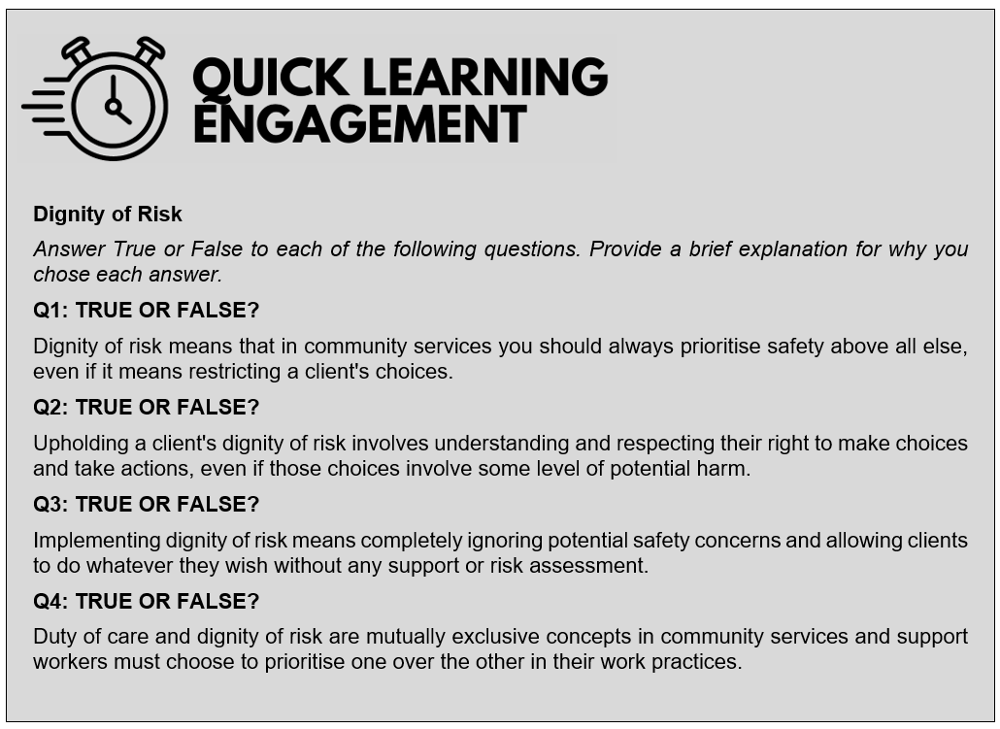 QUICK LEARNING
ENGAGEMENT
Dignity of Risk
Answer True or False to each of the following questions. Provide a brief explanation for why you
chose each answer.
Q1: TRUE OR FALSE?
Dignity of risk means that in community services you should always prioritise safety above all else,
even if it means restricting a client's choices.
Q2: TRUE OR FALSE?
Upholding a client's dignity of risk involves understanding and respecting their right to make choices
and take actions, even if those choices involve some level of potential harm.
Q3: TRUE OR FALSE?
Implementing dignity of risk means completely ignoring potential safety concerns and allowing clients
to do whatever they wish without any support or risk assessment.
Q4: TRUE OR FALSE?
Duty of care and dignity of risk are mutually exclusive concepts in community services and support
workers must choose to prioritise one over the other in their work practices.